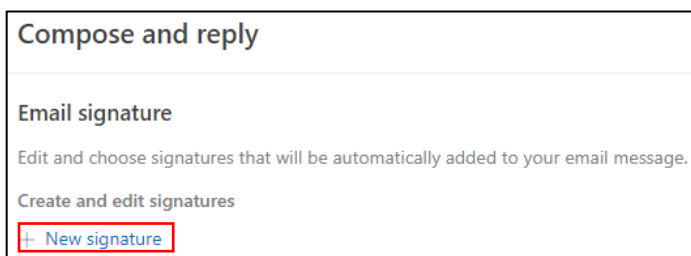 Compose and reply
Email signature
Edit and choose signatures that will be automatically added to your email message.
Create and edit signatures
+ New signature